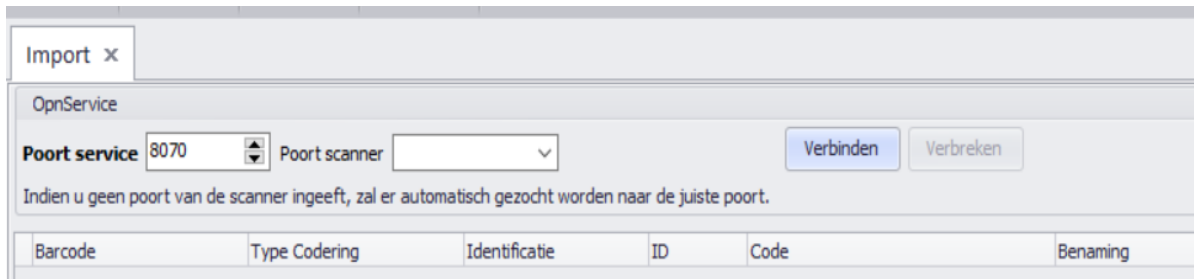 Import x
OpnService
Poort service 8070 Poort scanner Verbinden Verbreken
Indien u geen poort van de scanner ingeeft, zal er automatisch gezocht worden naar de juiste poort.
Barcode Type Codering Identificatie ID Code Benaming